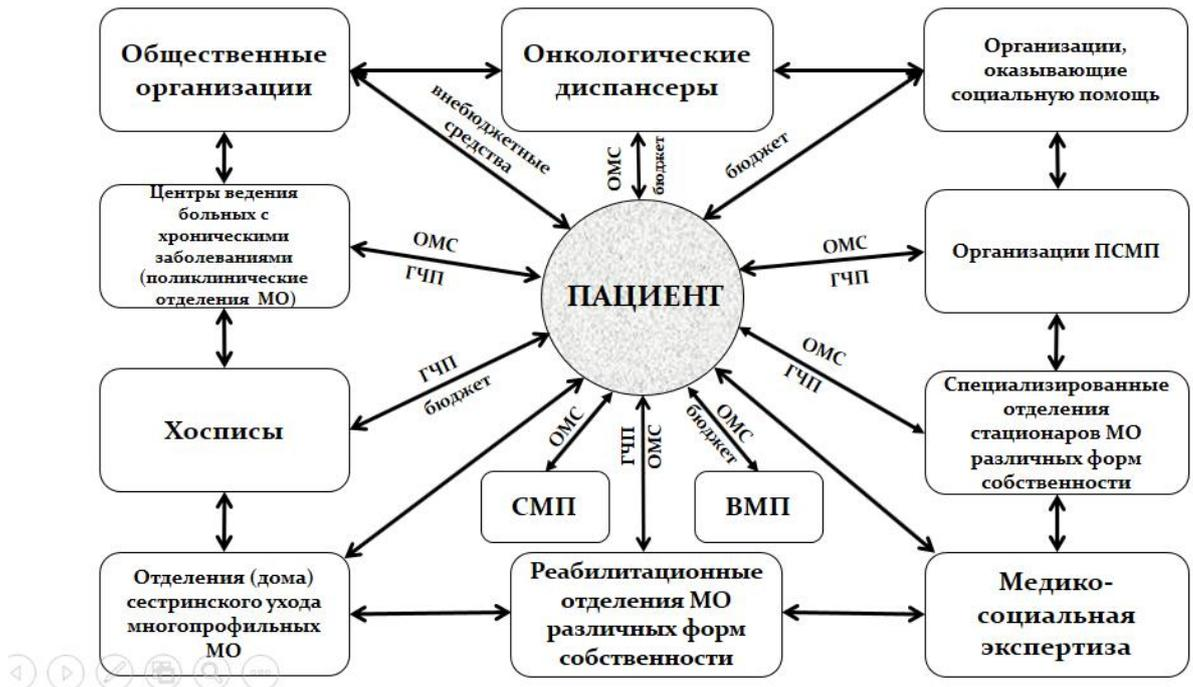 Общественные
организации
Онкологические
диспансеры
Организации,
оказывающие
социальную помощь
внебюджетные
средства
ОМС
бюджет
бюджет
Центры ведения
больных с
хроническими
заболеваниями
(поликлинические
отделения МО)
ОМС
ГЧП
ПАЦИЕНТ
ОМС
ГЧП
Организации ПСМП
Хосписы
ГЧП
бюджет
ОМС
ГЧП
Специализированные
отделения
стационаров МО
различных форм
собственности
ОМС
ГЧП
ОМС
ОМС
бюджет
СМП
ВМП
Отделения (дома)
сестринского ухода
многопрофильных
МО
Реабилитационные
отделения МО
различных форм
собственности
Медико-
социальная
экспертиза